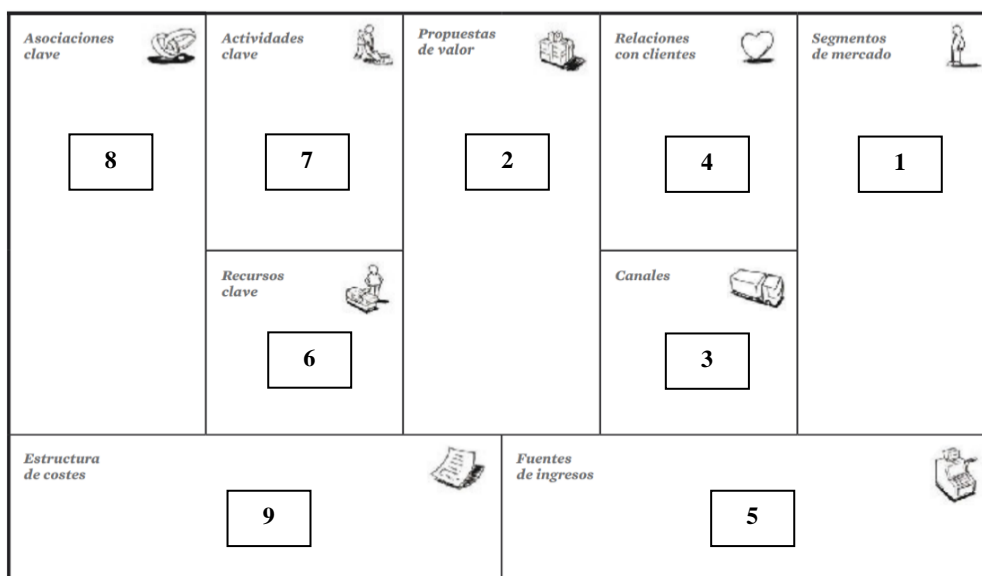 Asociaciones
clave
8
Actividades
clave
7
Recursos
clave
6
Propuestas
de valor
2
Relaciones
con clientes
4
Canales
3
Segmentos
de mercado
1
Estructura
de costes
9
Fuentes
de ingresos
5